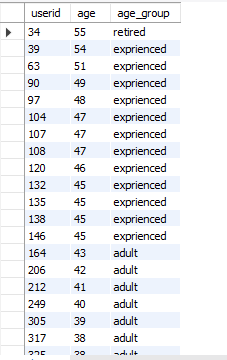 userid age age_group
34 55 retired
39 54 exprienced
63 51 exprienced
90 49 exprienced
97 48 exprienced
104 47 exprienced
107 47 exprienced
108 47 exprienced
120 46 exprienced
132 45 exprienced
135 45 exprienced
138 45 exprienced
146 45 exprienced
164 43 adult
206 42 adult
212 41 adult
249 40 adult
305 39 adult
317 38 adult